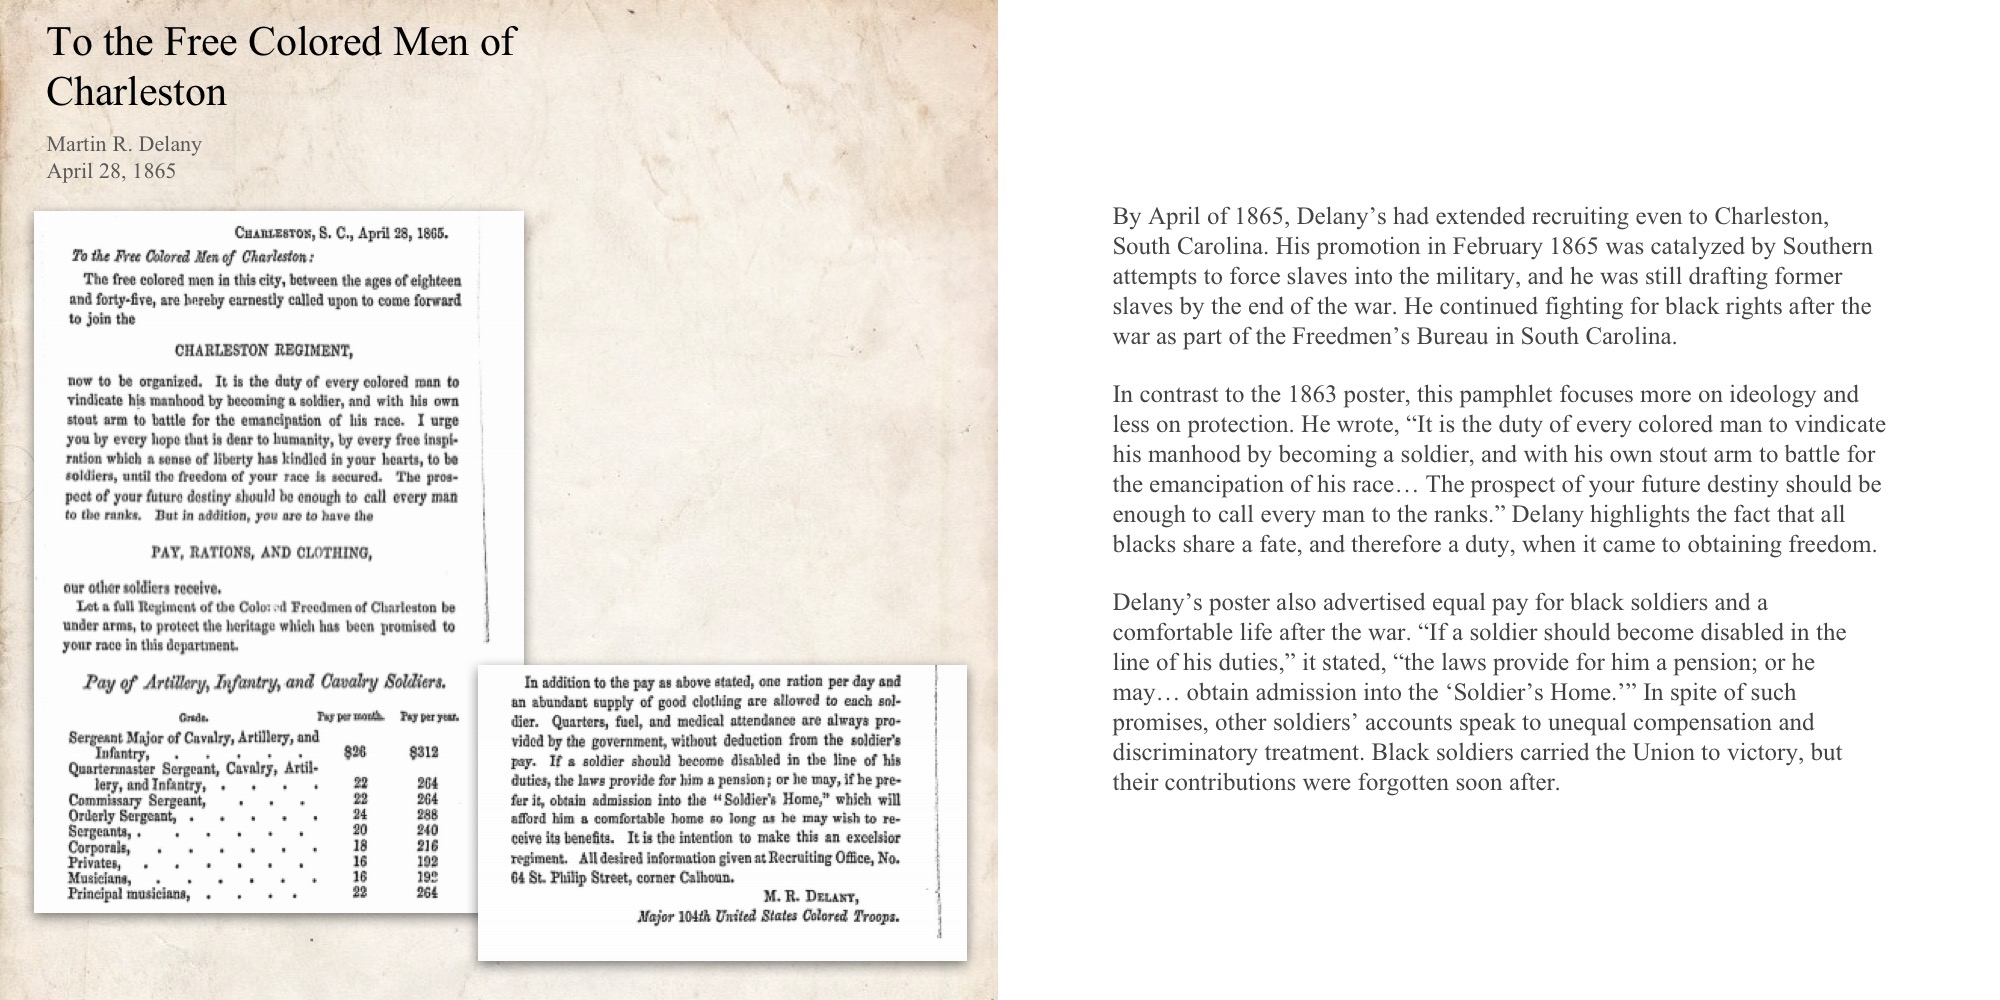 To the Free Colored Men of
Charleston
Martin R. Delany
April 28, 1865
CHARLESTON, S. C., April 28, 1865.
To the Free Colored Men of Charleston:
The free colored men in this city, between the ages of eighteen
and forty-five, are hereby earnestly called upon to come forward
to join the
CHARLESTON REGIMENT,
now to be organized. It is the duty of every colored man to
vindicate his manhood by becoming a soldier, and with his own
stout arm to battle for the emancipation of his race. I urge
you by every hope that is dear to humanity, by every free inspi-
ration which a sense of liberty has kindled in your hearts, to be
soldiers, until the freedom of your race is secured. The pros-
pect of your future destiny should be enough to call every man
to the ranks. But in addition, you are to have the
PAY, RATIONS, AND CLOTHING,
our other soldiers receive.
Let a full Regiment of the Colored Freedmen of Charleston be
under arms, to protect the heritage which has been promised to
your race in this department.
Pay of Artillery, Infantry, and Cavalry Soldiers.
Grade. Pay per month. Pay per year.
Sergeant Major of Cavalry, Artillery, and
Infantry, . . . . $26 $312
Quartermaster Sergeant, Cavalry, Artil-
lery, and Infantry, . . . . 22 264
Commissary Sergeant, . . . 22 264
Orderly Sergeant, . . . . 24 288
Sergeants, . . . . . 20 240
Corporals, . . . . . 18 216
Privates, . . . . . . 16 192
Musicians, . . . . . 16 192
Principal musicians, . . . . 22 264
In addition to the pay as above stated, one ration per day and
an abundant supply of good clothing are allowed to each sol-
dier. Quarters, fuel, and medical attendance are always pro-
vided by the government, without deduction from the soldier's
pay. If a soldier should become disabled in the line of his
duties, the laws provide for him a pension; or he may, if he pre-
fer it, obtain admission into the "Soldier's Home," which will
afford him a comfortable home so long as he may wish to re-
ceive its benefits. It is the intention to make this an excelsior
regiment. All desired information given at Recruiting Office, No.
64 St. Philip Street, corner Calhoun.
M. R. DELANY,
Major 104th United States Colored Troops.
By April of 1865, Delany’s had extended recruiting even to Charleston,
South Carolina. His promotion in February 1865 was catalyzed by Southern
attempts to force slaves into the military, and he was still drafting former
slaves by the end of the war. He continued fighting for black rights after the
war as part of the Freedmen’s Bureau in South Carolina.
In contrast to the 1863 poster, this pamphlet focuses more on ideology and
less on protection. He wrote, “It is the duty of every colored man to vindicate
his manhood by becoming a soldier, and with his own stout arm to battle for
the emancipation of his race… The prospect of your future destiny should be
enough to call every man to the ranks.” Delany highlights the fact that all
blacks share a fate, and therefore a duty, when it came to obtaining freedom.
Delany’s poster also advertised equal pay for black soldiers and a
comfortable life after the war. “If a soldier should become disabled in the
line of his duties,” it stated, “the laws provide for him a pension; or he
may… obtain admission into the ‘Soldier’s Home.’” In spite of such
promises, other soldiers’ accounts speak to unequal compensation and
discriminatory treatment. Black soldiers carried the Union to victory, but
their contributions were forgotten soon after.